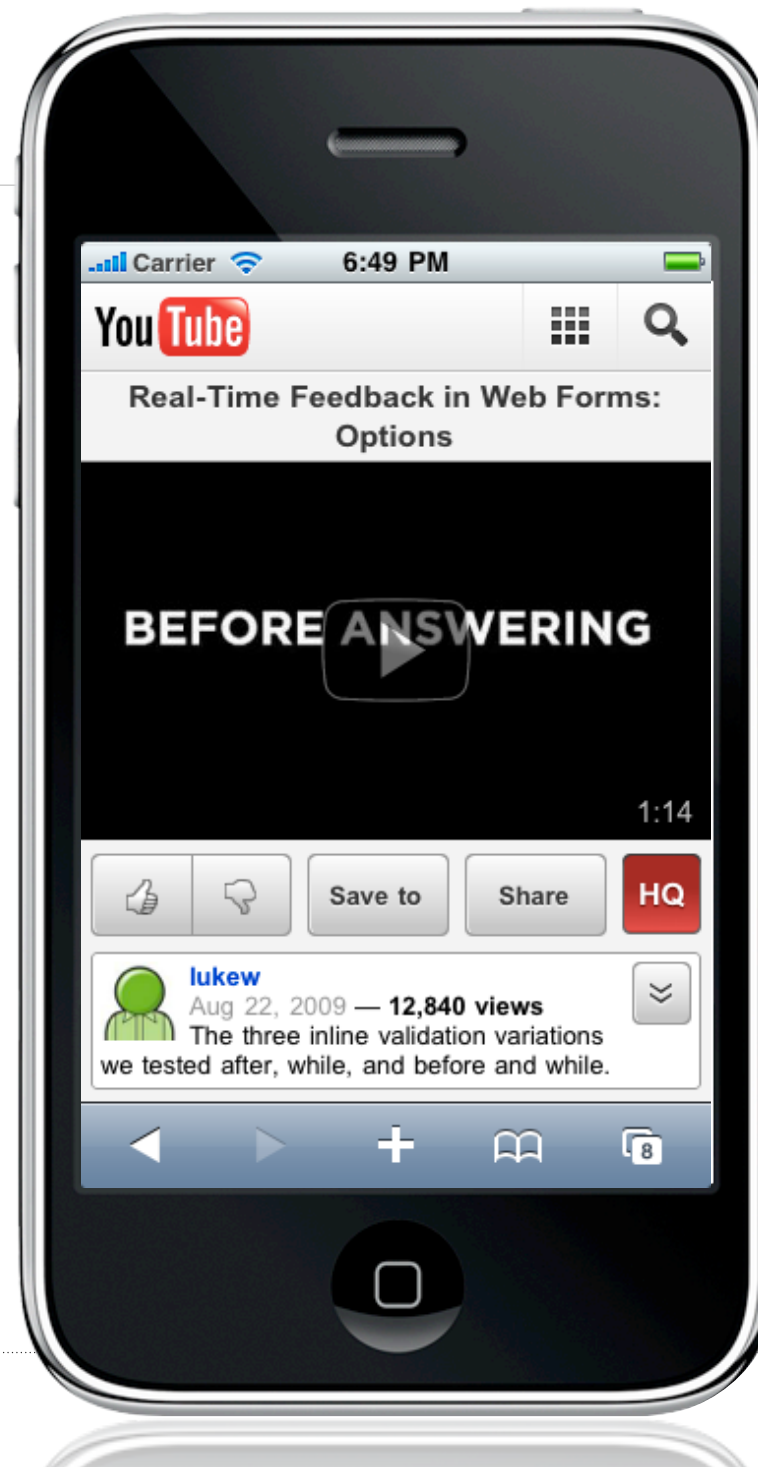 Carrier 6:49 PM
YouTube
Real-Time Feedback in Web Forms:
Options
BEFORE ANSWERING
1:14
Save to Share HQ
lukew
Aug 22, 2009 — 12,840 views
The three inline validation variations
we tested after, while, and before and while.
8